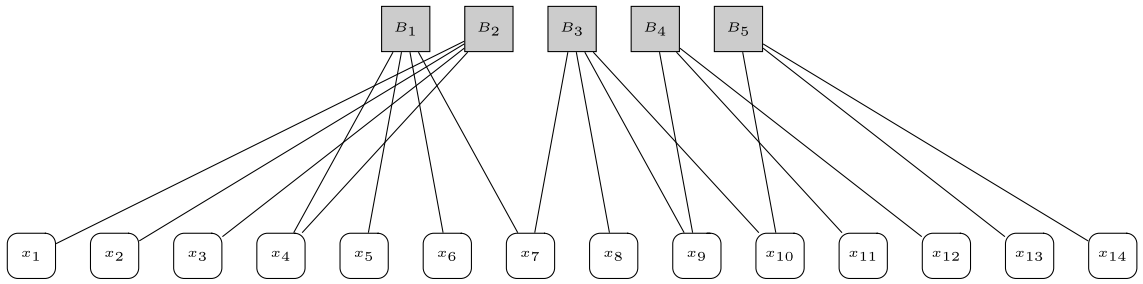 B₁ B₂ B₃ B₄ B₅
x₁ x₂ x₃ x₄ x₅ x₆ x₇ x₈ x₉ x₁₀ x₁₁ x₁₂ x₁₃ x₁₄